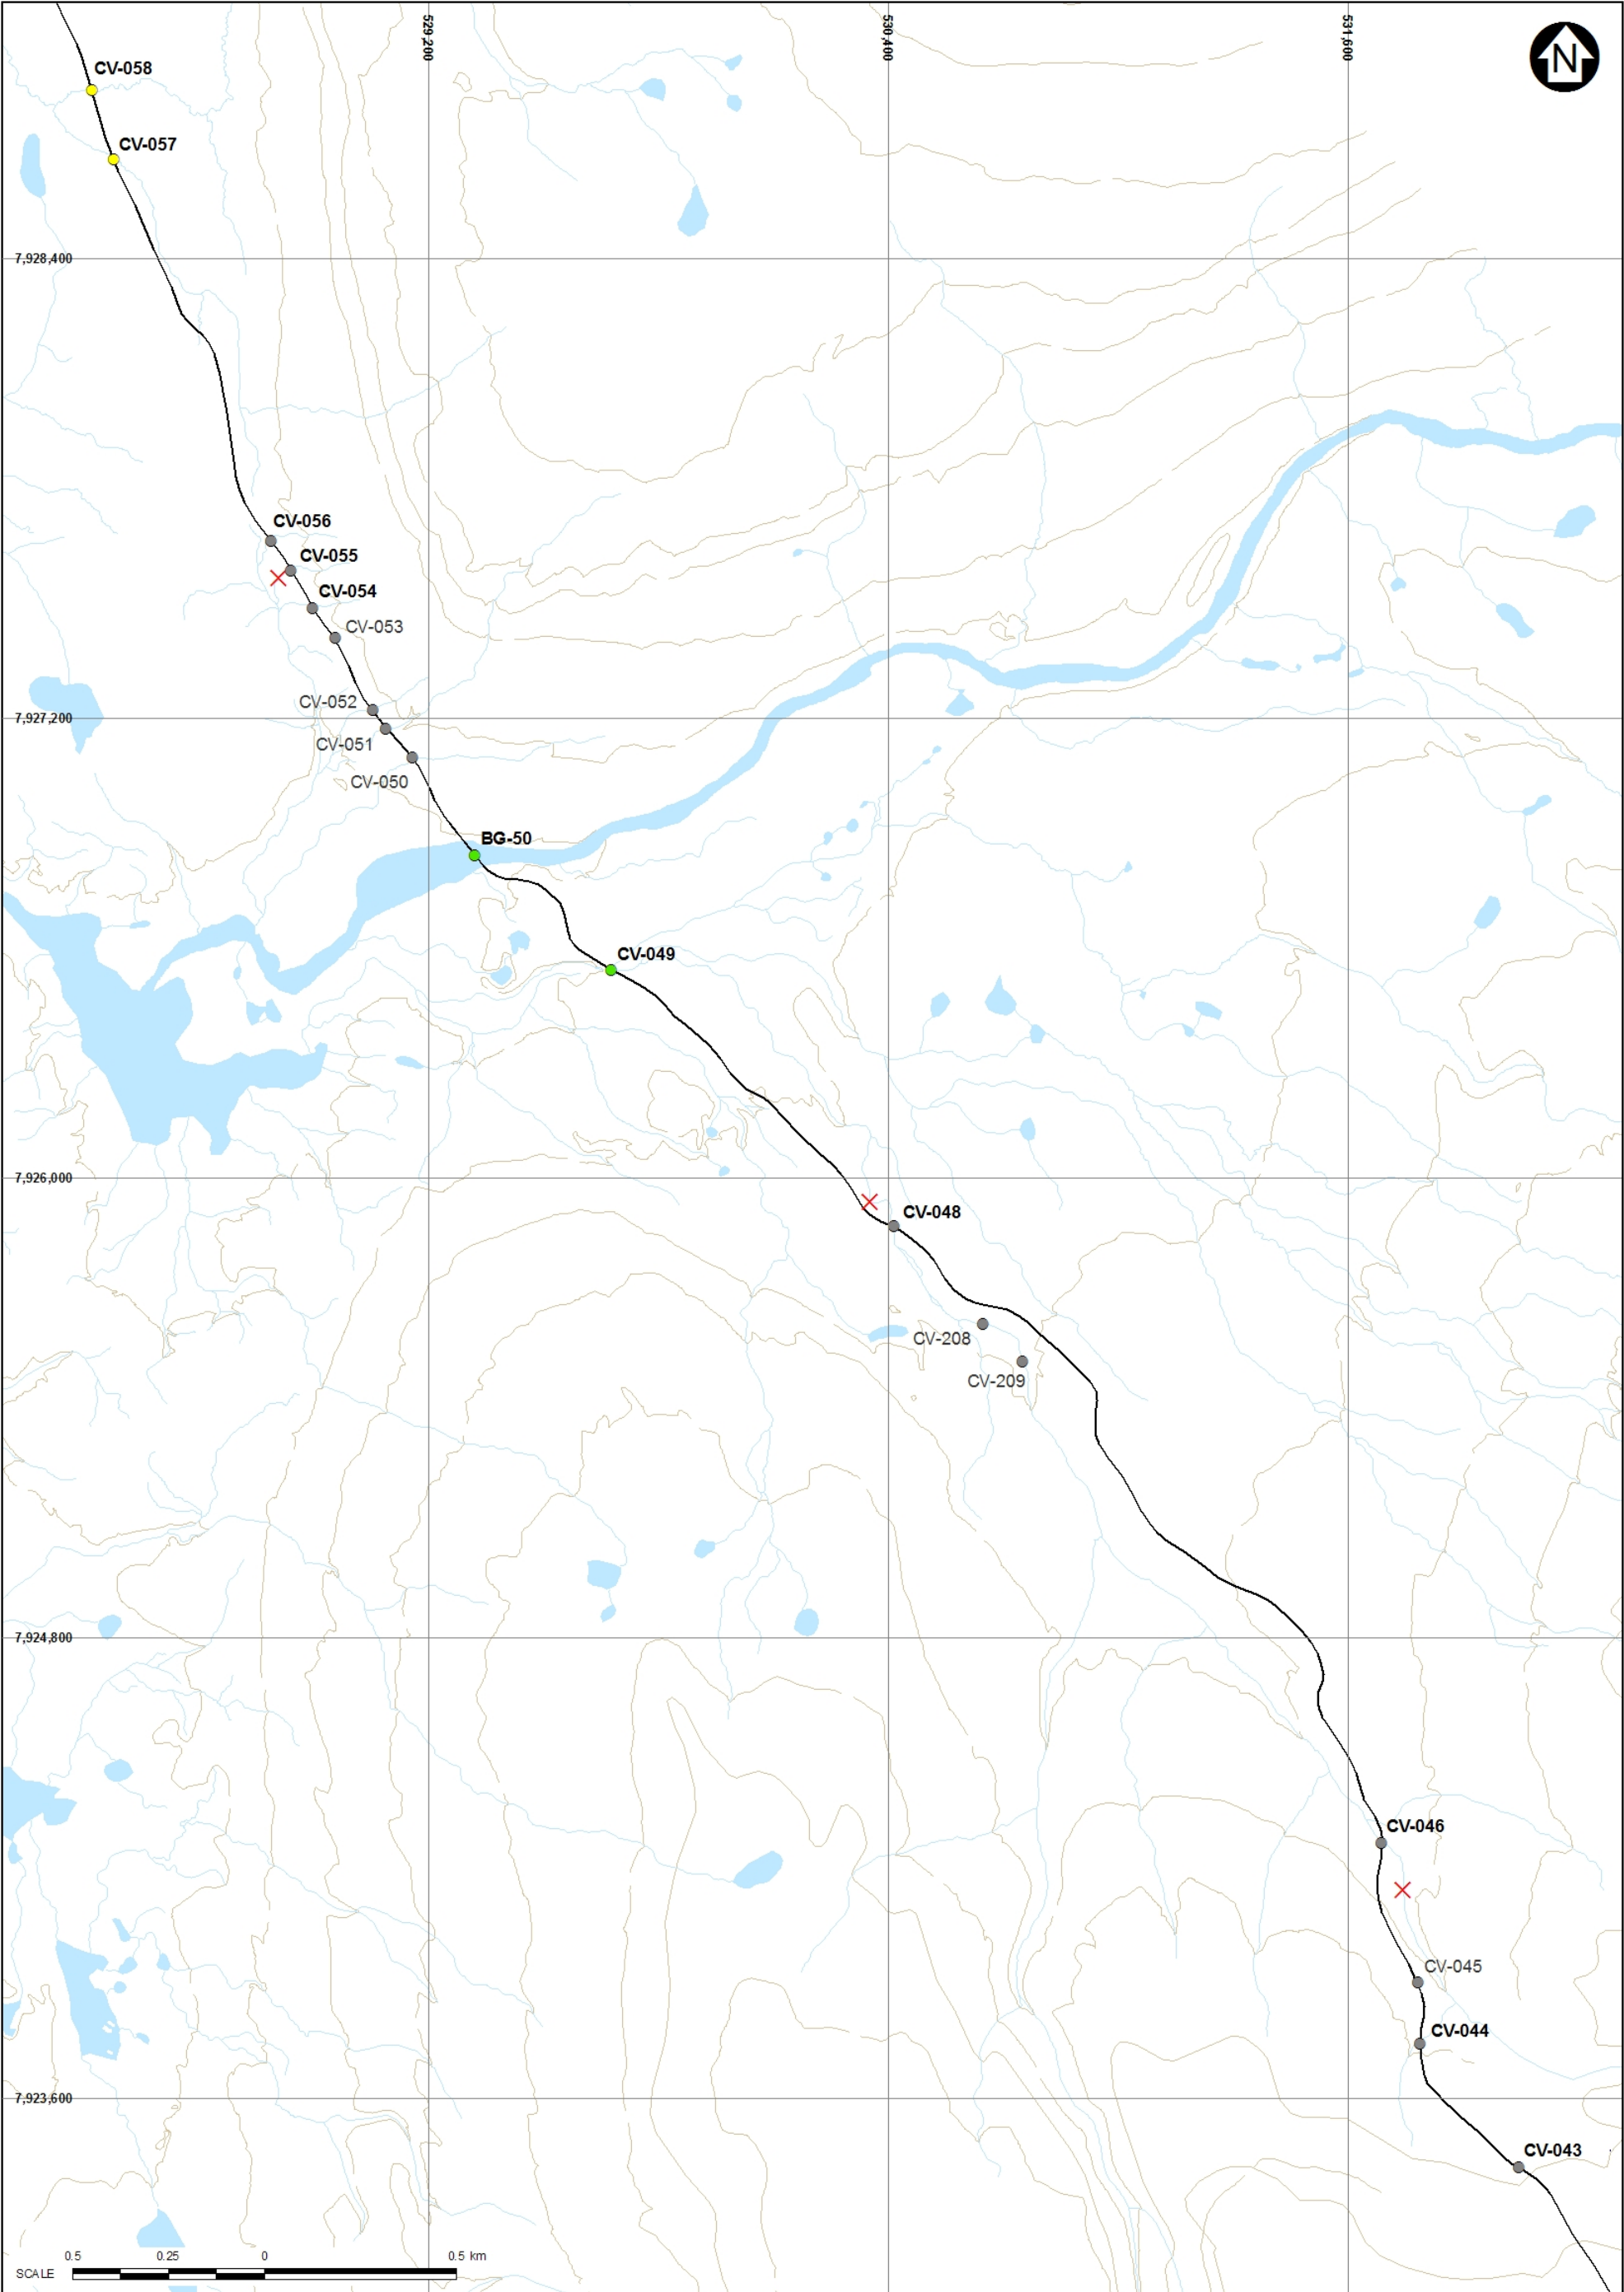 529,200
530,400
531,600
N
CV-058
CV-057
7,928,400
CV-056
CV-055
CV-054
CV-053
CV-052
7,927,200
CV-051
CV-050
BG-50
CV-049
7,926,000
CV-048
CV-208
CV-209
7,924,800
CV-046
CV-045
CV-044
7,923,600
CV-043
0.5 0.25 0 0.5 km
SCALE